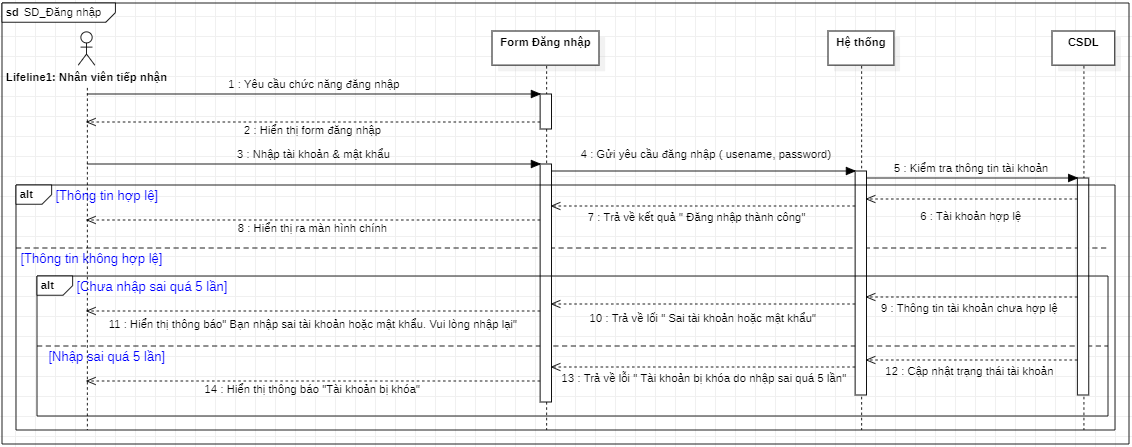 sd SD_Đăng nhập
Form Đăng nhập
Hệ thống
CSDL
Lifeline1: Nhân viên tiếp nhận
1 : Yêu cầu chức năng đăng nhập
2 : Hiển thị form đăng nhập
3 : Nhập tài khoản & mật khẩu
4 : Gửi yêu cầu đăng nhập ( usename, password)
5 : Kiểm tra thông tin tài khoản
alt [Thông tin hợp lệ]
6 : Tài khoản hợp lệ
7 : Trả về kết quả " Đăng nhập thành công"
8 : Hiển thị ra màn hình chính
[Thông tin không hợp lệ]
alt [Chưa nhập sai quá 5 lần]
9 : Thông tin tài khoản chưa hợp lệ
10 : Trả về lỗi " Sai tài khoản hoặc mật khẩu"
11 : Hiển thị thông báo" Bạn nhập sai tài khoản hoặc mật khẩu. Vui lòng nhập lại"
[Nhập sai quá 5 lần]
12 : Cập nhật trạng thái tài khoản
13 : Trả về lỗi " Tài khoản bị khóa do nhập sai quá 5 lần"
14 : Hiển thị thông báo "Tài khoản bị khóa"